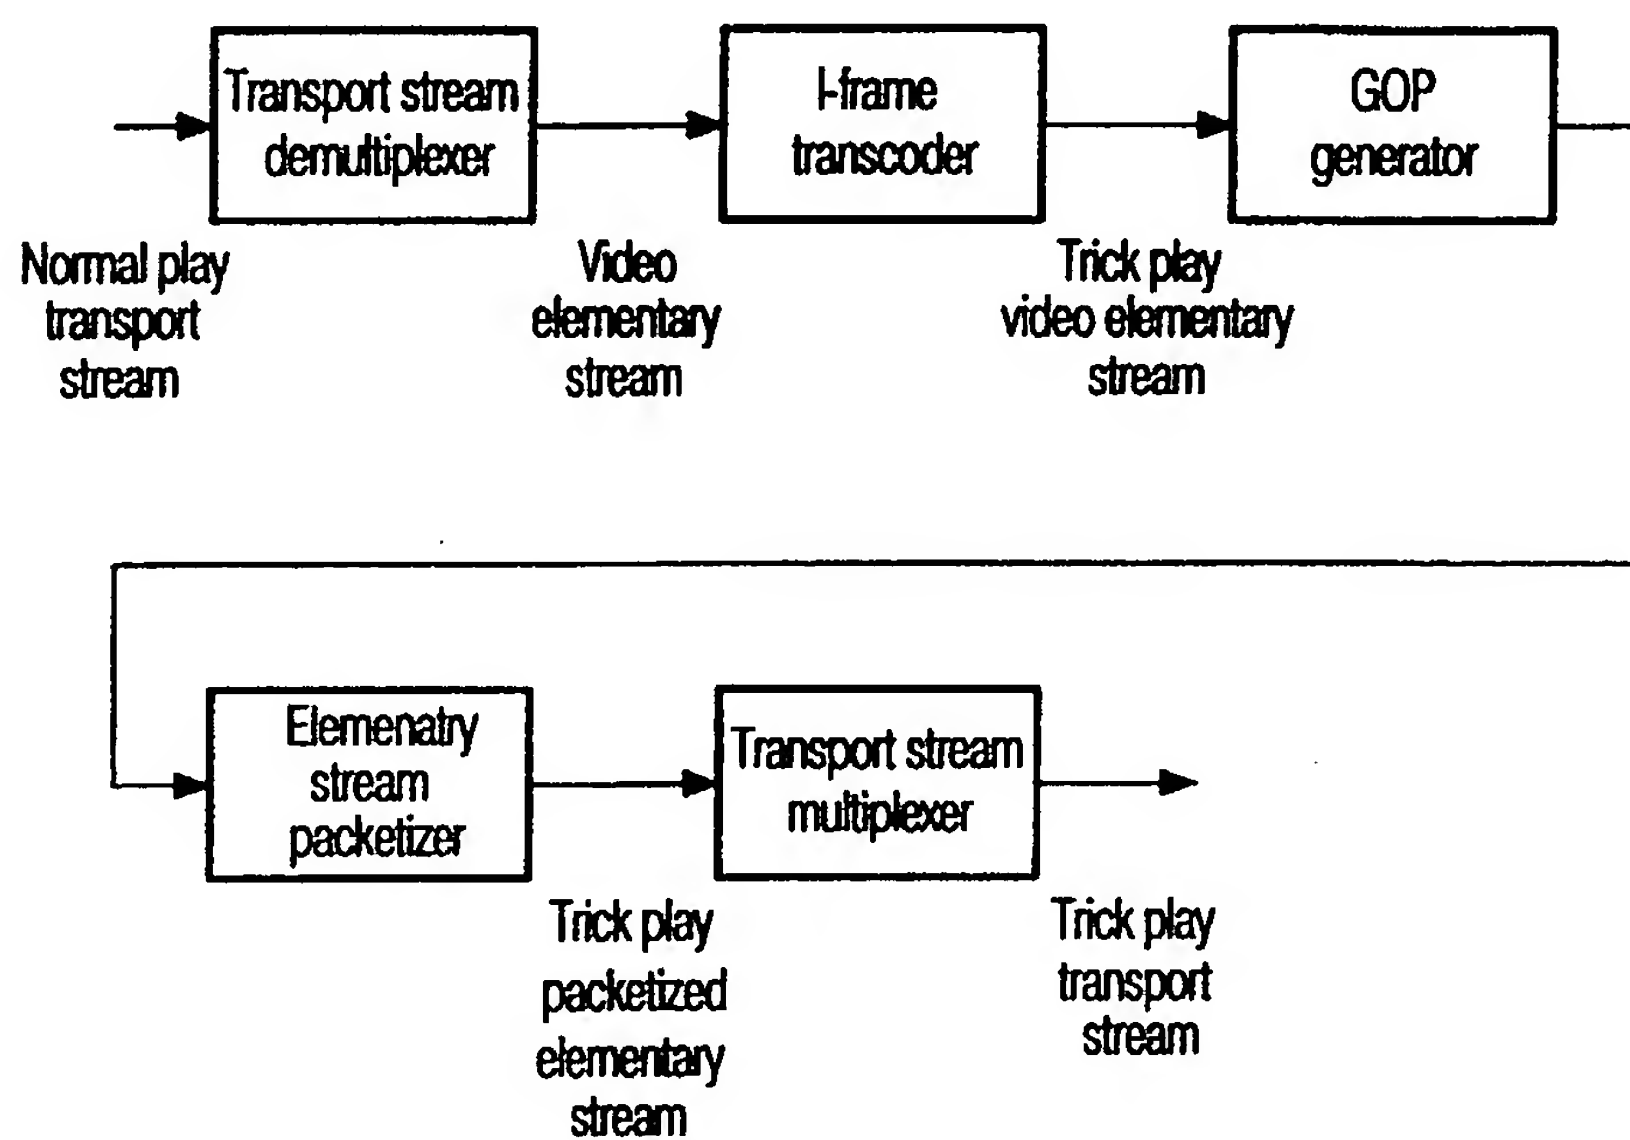 Transport stream
demultiplexer
I-frame
transcoder
GOP
generator
Normal play
transport
stream
Video
elementary
stream
Trick play
video elementary
stream
Elemenatry
stream
packetizer
Transport stream
multiplexer
Trick play
packetized
elementary
stream
Trick play
transport
stream